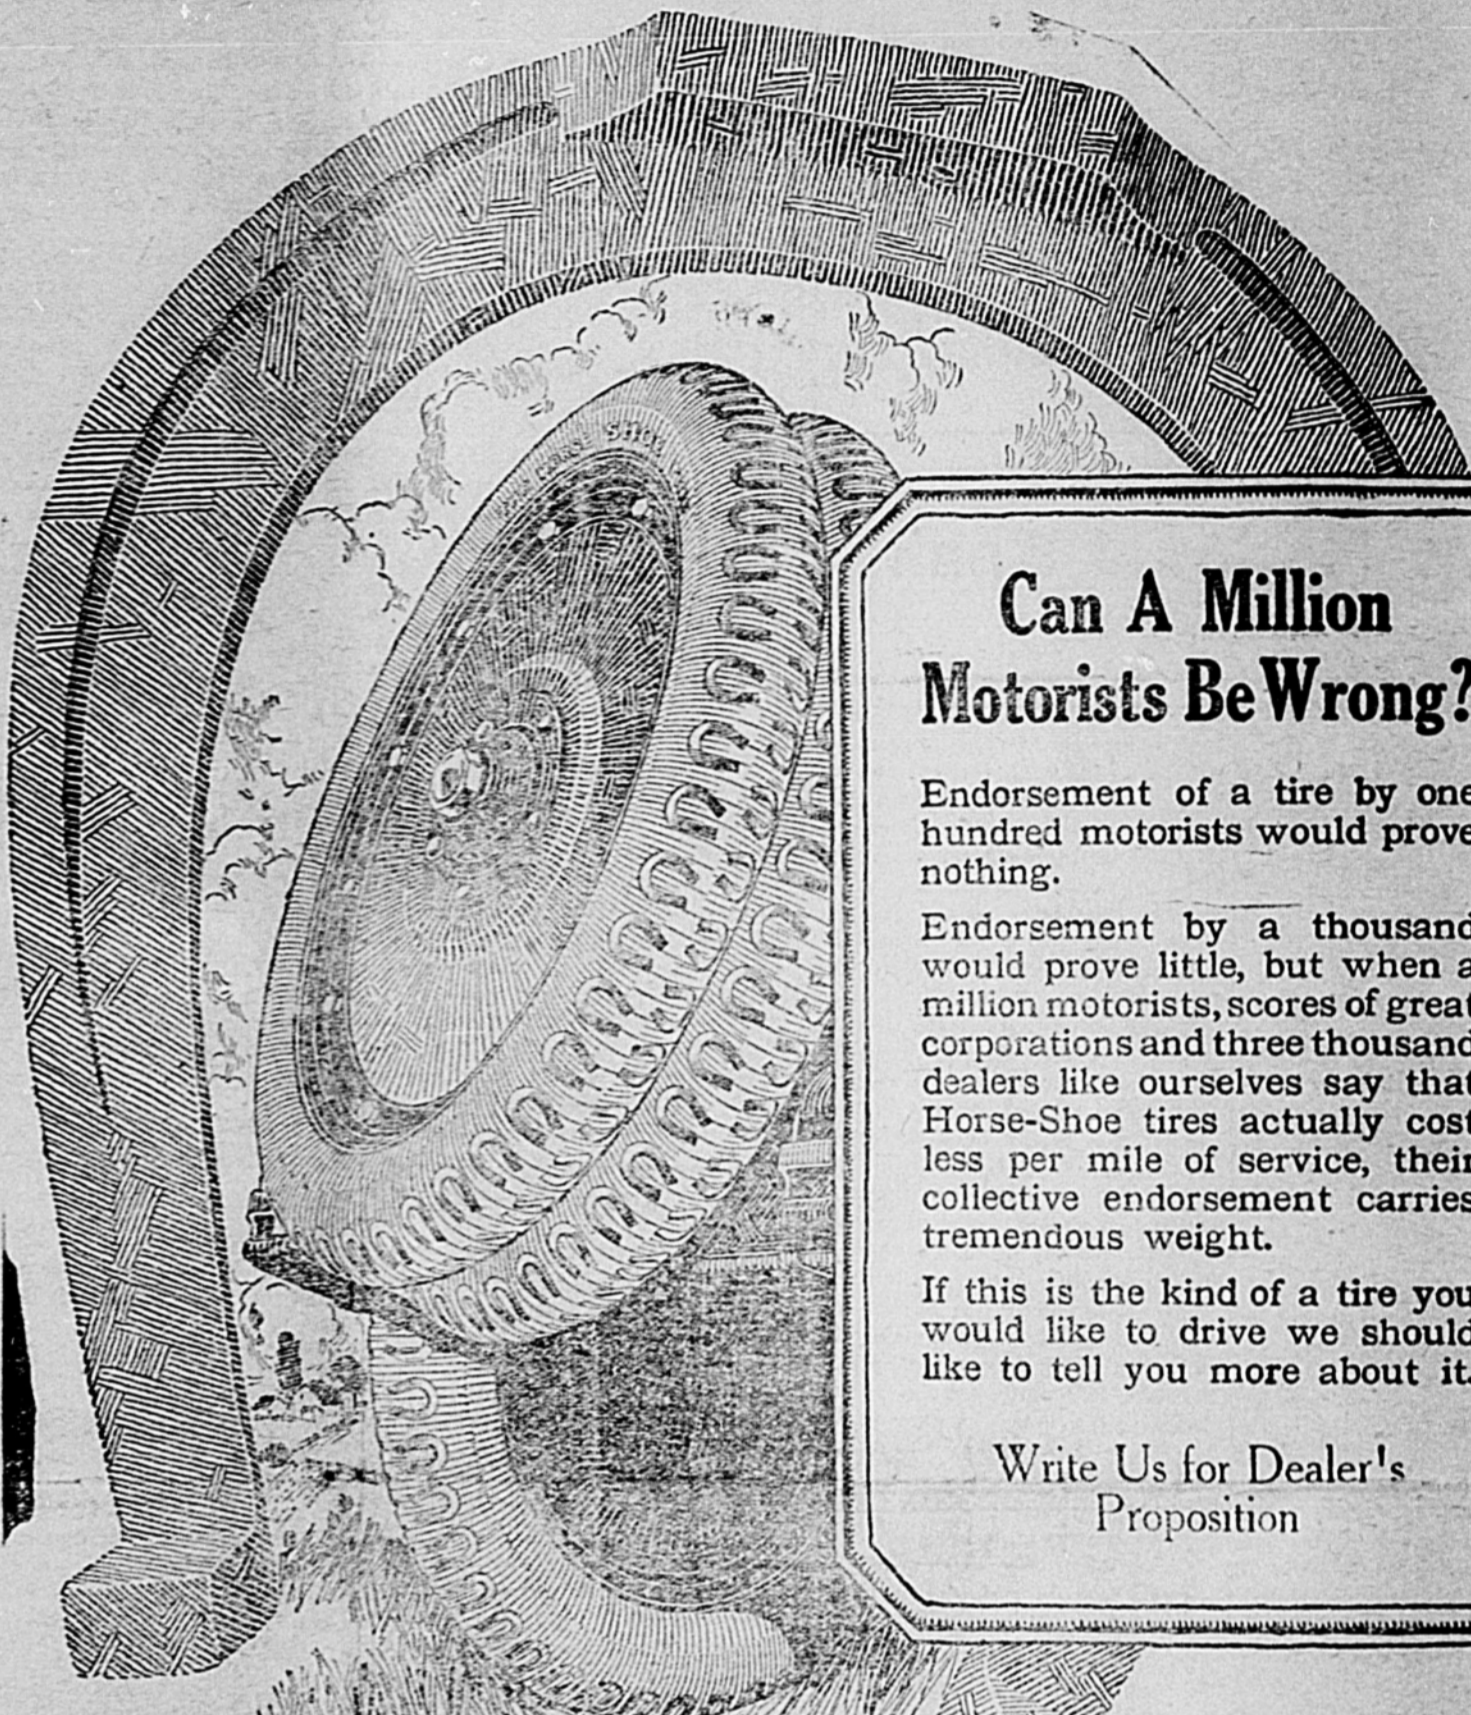 SHOE
Can A Million
Motorists Be Wrong?
Endorsement of a tire by one
hundred motorists would prove
nothing.
Endorsement by a thousand
would prove little, but when a
million motorists, scores of great
corporations and three thousand
dealers like ourselves say that
Horse-Shoe tires actually cost
less per mile of service, their
collective endorsement carries
tremendous weight.
If this is the kind of a tire you
would like to drive we should
like to tell you more about it.
Write Us for Dealer's
Proposition